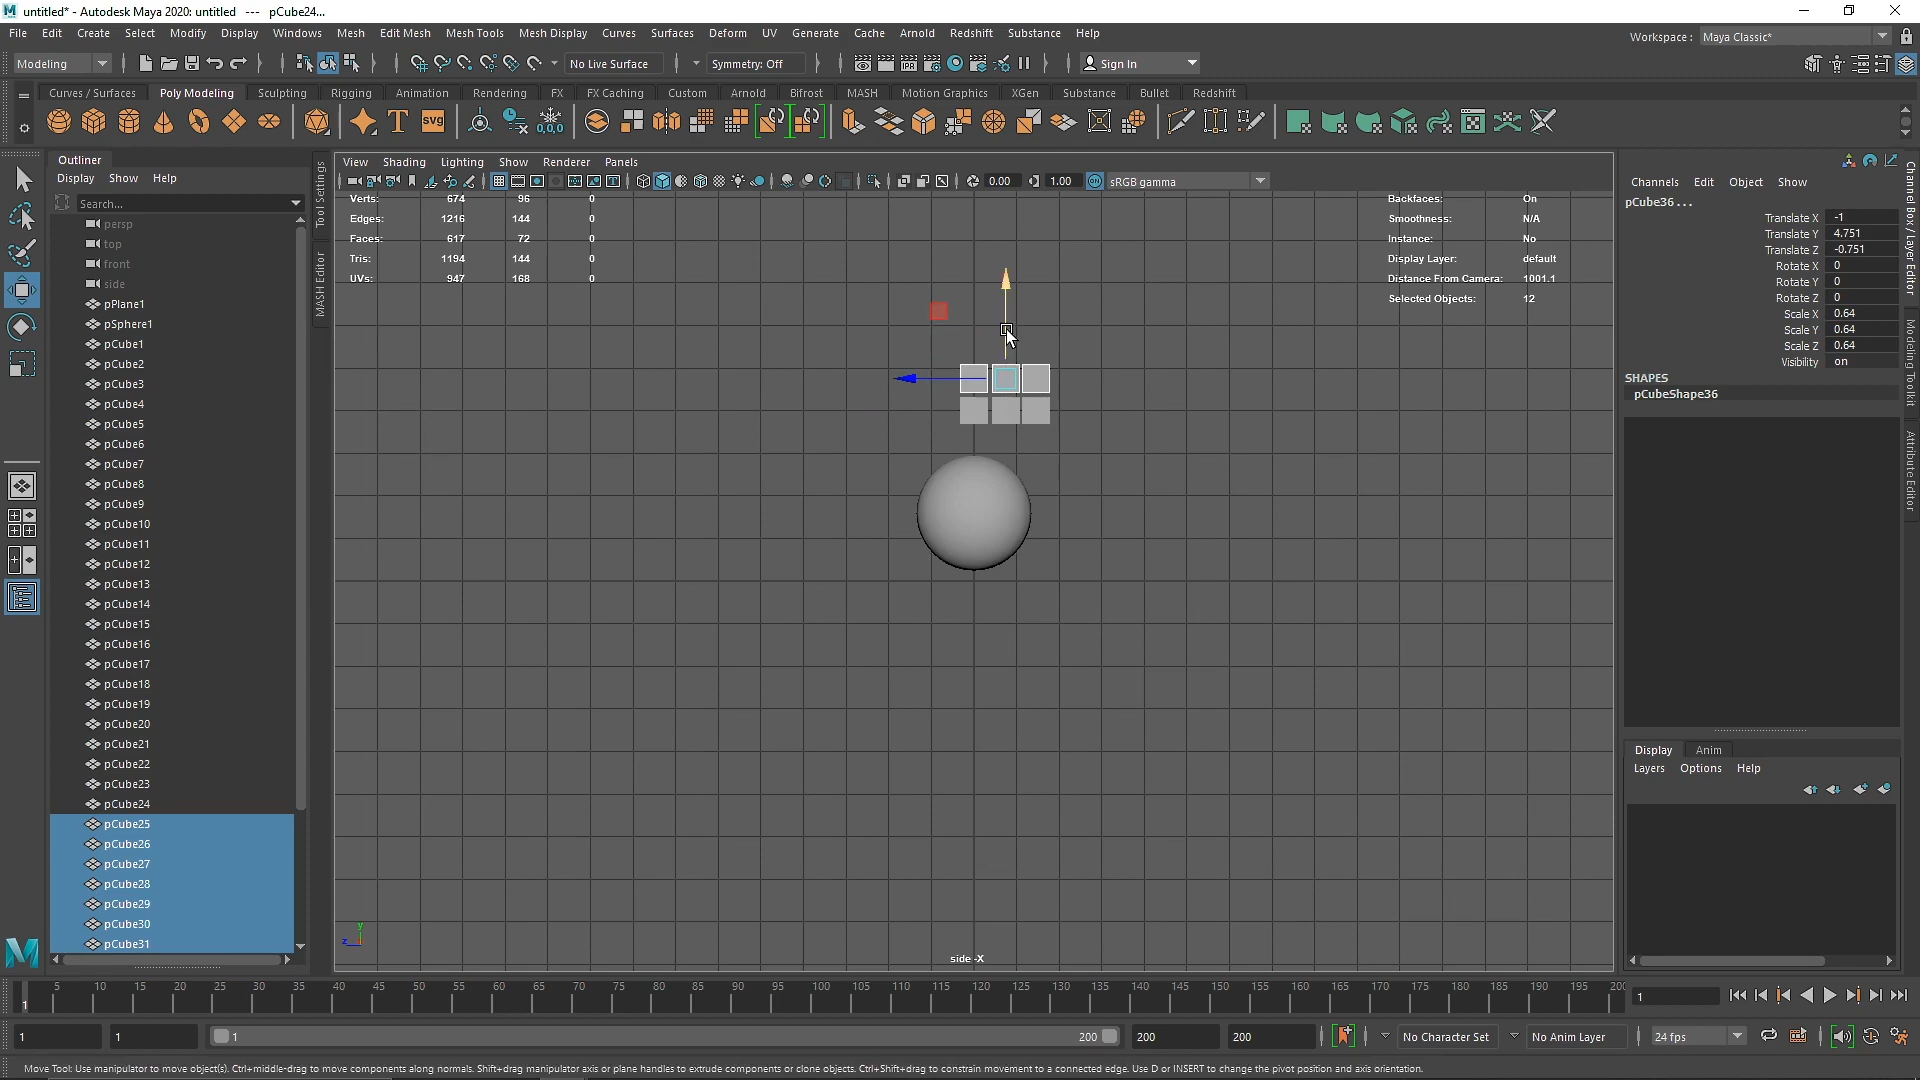 untitled* - Autodesk Maya 2020: untitled   ---   pCube24...
File Edit Create Select Modify Display Windows Mesh Edit Mesh Mesh Tools Mesh Display Curves Surfaces Deform UV Generate Cache Arnold Redshift Substance Help
Workspace : Maya Classic*
Modeling No Live Surface Symmetry: Off Sign In
Curves / Surfaces Poly Modeling Sculpting Rigging Animation Rendering FX FX Caching Custom Arnold Bifrost MASH Motion Graphics XGen Substance Bullet Redshift
Outliner
Display Show Help
Search...
persp
top
front
side
pPlane1
pSphere1
pCube1
pCube2
pCube3
pCube4
pCube5
pCube6
pCube7
pCube8
pCube9
pCube10
pCube11
pCube12
pCube13
pCube14
pCube15
pCube16
pCube17
pCube18
pCube19
pCube20
pCube21
pCube22
pCube23
pCube24
pCube25
pCube26
pCube27
pCube28
pCube29
pCube30
pCube31
Tool Settings
MASH Editor
View Shading Lighting Show Renderer Panels
0.00 1.00 ON sRGB gamma
Verts: 674 96 0
Edges: 1216 144 0
Faces: 617 72 0
Tris: 1194 144 0
UVs: 947 168 0
Backfaces: On
Smoothness: N/A
Instance: No
Display Layer: default
Distance From Camera: 1001.1
Selected Objects: 12
y
z
side -X
Channels Edit Object Show
pCube36 ...
Translate X -1
Translate Y 4.751
Translate Z -0.751
Rotate X 0
Rotate Y 0
Rotate Z 0
Scale X 0.64
Scale Y 0.64
Scale Z 0.64
Visibility on
SHAPES
pCubeShape36
Channel Box / Layer Editor
Modeling Toolkit
Attribute Editor
Display Anim
Layers Options Help
1 5 10 15 20 25 30 35 40 45 50 55 60 65 70 75 80 85 90 95 100 105 110 115 120 125 130 135 140 145 150 155 160 165 170 175 180 185 190 195 200 1
1 1 1 200 200 200 No Character Set No Anim Layer 24 fps
Move Tool: Use manipulator to move object(s). Ctrl+middle-drag to move components along normals. Shift+drag manipulator axis or plane handles to extrude components or clone objects. Ctrl+Shift+drag to constrain movement to a connected edge. Use D or INSERT to change the pivot position and axis orientation.